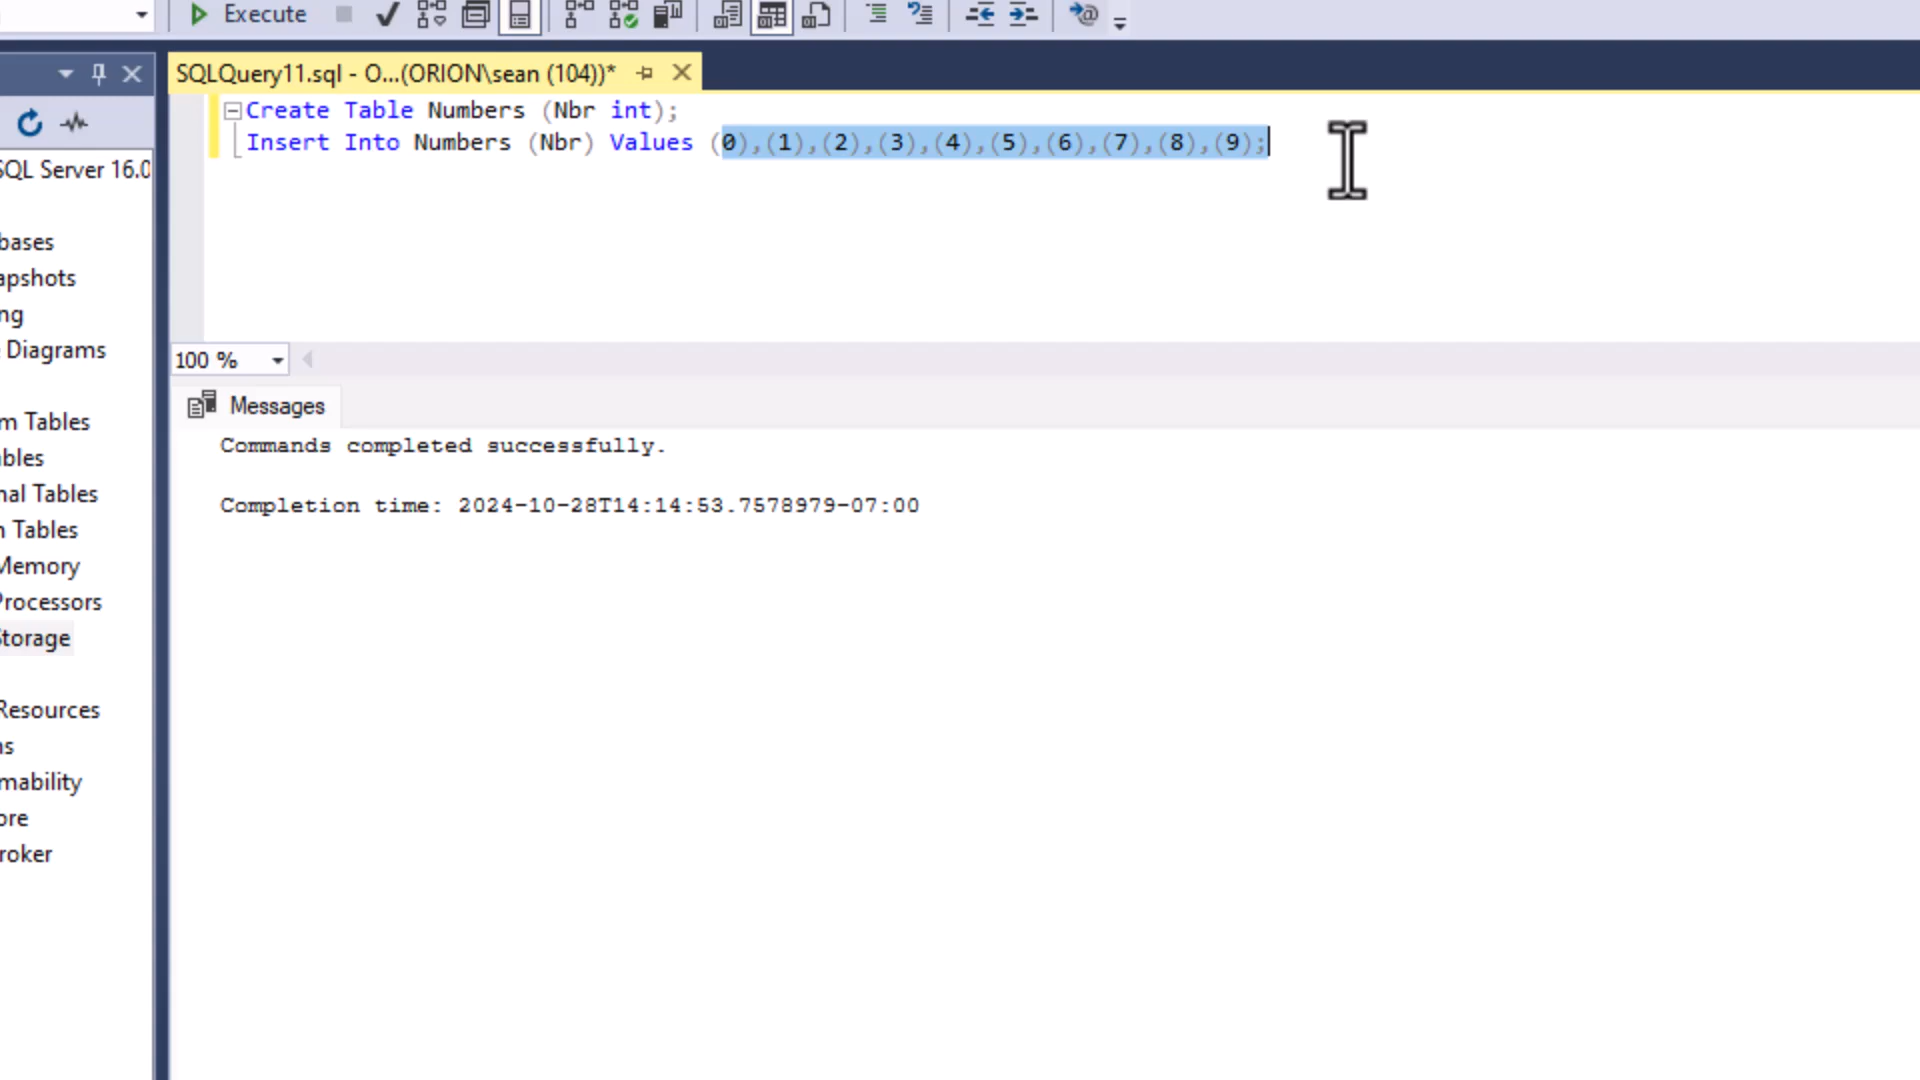 Execute
SQLQuery11.sql - O...(ORION\sean (104))*
Create Table Numbers (Nbr int);
Insert Into Numbers (Nbr) Values (0),(1),(2),(3),(4),(5),(6),(7),(8),(9);
SQL Server 16.0
bases
apshots
ng
Diagrams
m Tables
ables
nal Tables
n Tables
Memory
Processors
Storage
Resources
ns
mability
ore
roker
100 %
Messages
Commands completed successfully.
Completion time: 2024-10-28T14:14:53.7578979-07:00